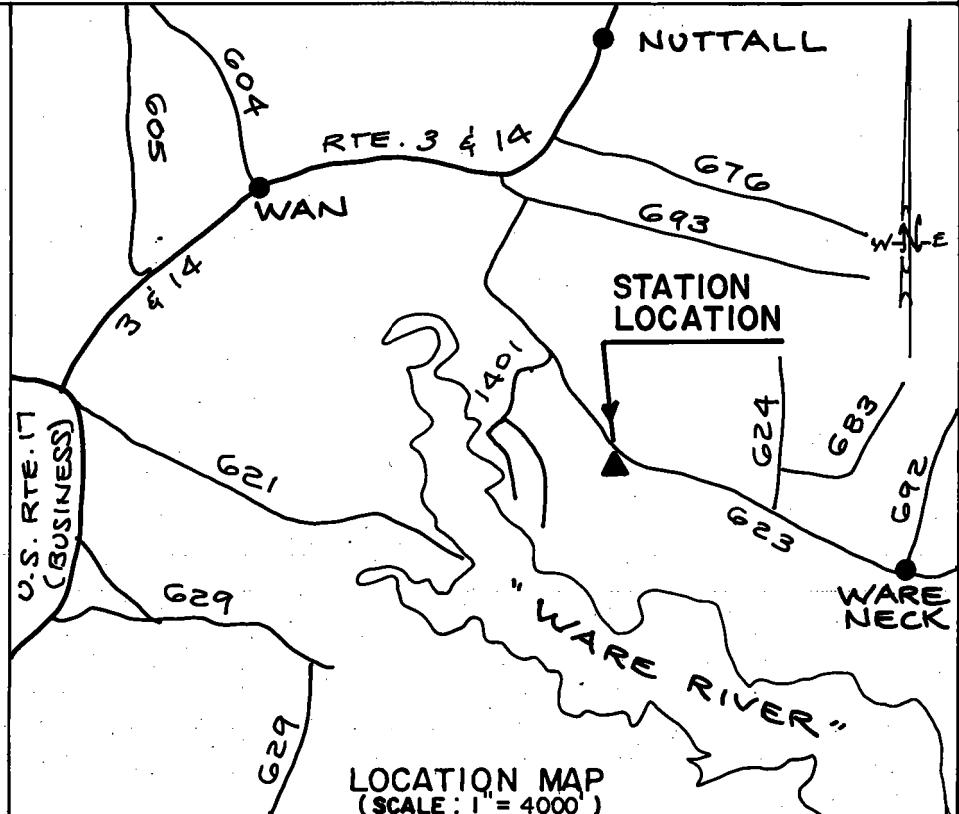 NUTTALL
604
605
RTE. 3 & 14
676
WAN
693
W N E
3 & 14
STATION
LOCATION
1401
624
683
U.S. RTE. 17
(BUSINESS)
621
692
623
629
WARE
NECK
"WARE RIVER"
629
LOCATION MAP
(SCALE: 1" = 4000')